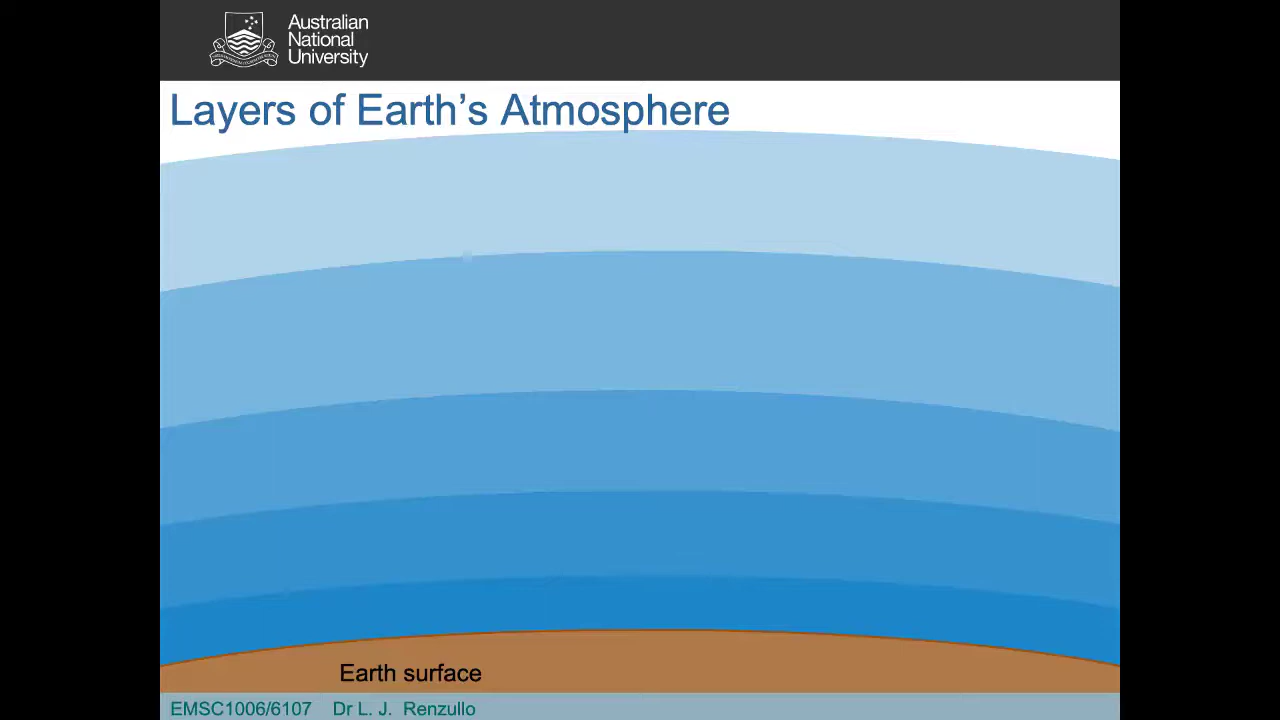 Australian
National
University
Layers of Earth’s Atmosphere
Earth surface
EMSC1006/6107 Dr L. J. Renzullo